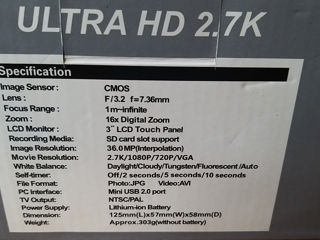 ULTRA HD 2.7K
Specification
Image Sensor: CMOS
Lens : F/3.2 f=7.36mm
Focus Range : 1m~infinite
Zoom : 16x Digital Zoom
LCD Monitor : 3" LCD Touch Panel
Recording Media: SD card slot support
Image Resolution: 36.0MP(Interpolation)
Movie Resolution: 2.7K/1080P/720P/VGA
White Balance: Daylight/Cloudy/Tungsten/Fluorescent /Auto
Self-timer: Off/2 seconds/5 seconds/10 seconds
File Format: Photo:JPG Video:AVI
PC Interface: Mini USB 2.0 port
TV Output: NTSC/PAL
Power Supply: Lithium-ion Battery
Dimension: 125mm(L)x57mm(W)x58mm(D)
Weight: Approx.303g(without battery)